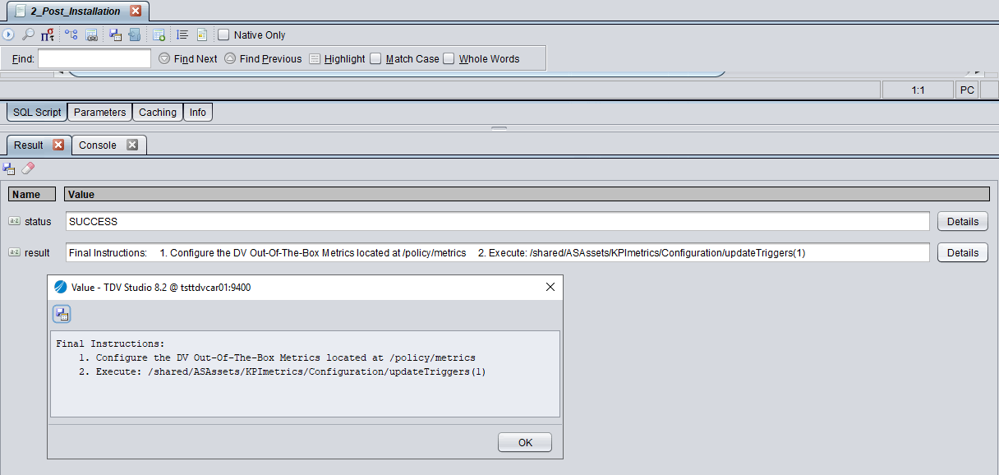 2_Post_Installation
Native Only
Find: Find Next Find Previous Highlight Match Case Whole Words
1:1 PC
SQL Script Parameters Caching Info
Result Console
Name Value
status SUCCESS Details
result Final Instructions: 1. Configure the DV Out-Of-The-Box Metrics located at /policy/metrics 2. Execute: /shared/ASAssets/KPImetrics/Configuration/updateTriggers(1) Details
Value - TDV Studio 8.2 @ tsttdvcar01:9400
Final Instructions:
1. Configure the DV Out-Of-The-Box Metrics located at /policy/metrics
2. Execute: /shared/ASAssets/KPImetrics/Configuration/updateTriggers(1)
OK